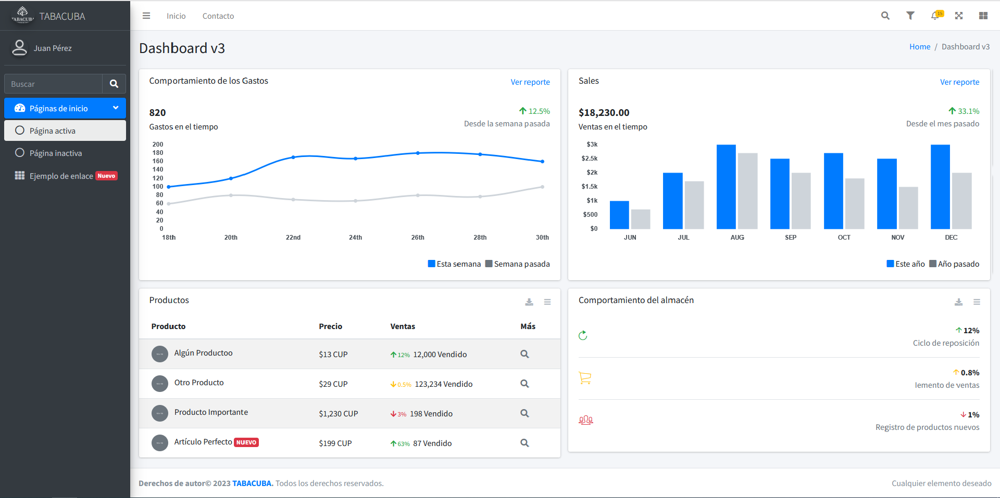 TABACUBA
TABACUBA
Inicio
Contacto
15
Juan Pérez
Buscar
Páginas de inicio
Página activa
Página inactiva
Ejemplo de enlace Nuevo
Dashboard v3
Home / Dashboard v3
Comportamiento de los Gastos
Ver reporte
820
Gastos en el tiempo
12.5%
Desde la semana pasada
200
180
160
140
120
100
80
60
40
20
0
18th 20th 22nd 24th 26th 28th 30th
Esta semana Semana pasada
Sales
Ver reporte
$18,230.00
Ventas en el tiempo
33.1%
Desde el mes pasado
$3k
$2.5k
$2k
$1.5k
$1k
$500
$0
JUN JUL AUG SEP OCT NOV DEC
Este año Año pasado
Productos
Producto Precio Ventas Más
Algún Productoo $13 CUP 12% 12,000 Vendido
Otro Producto $29 CUP 0.5% 123,234 Vendido
Producto Importante $1,230 CUP 3% 198 Vendido
Artículo Perfecto NUEVO $199 CUP 63% 87 Vendido
Comportamiento del almacén
12%
Ciclo de reposición
0.8%
Iemento de ventas
1%
Registro de productos nuevos
Derechos de autor© 2023 TABACUBA. Todos los derechos reservados.
Cualquier elemento deseado